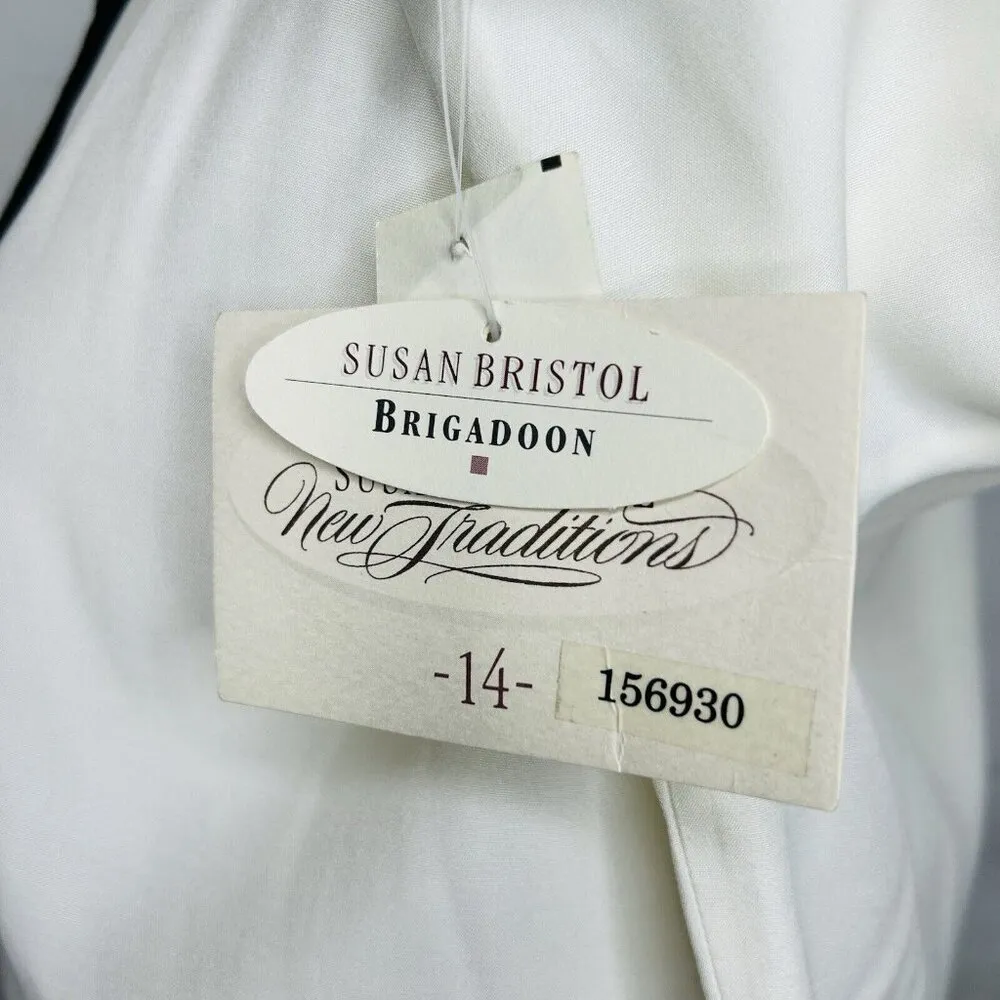 SUSAN BRISTOL
BRIGADOON
New Traditions
-14-
156930